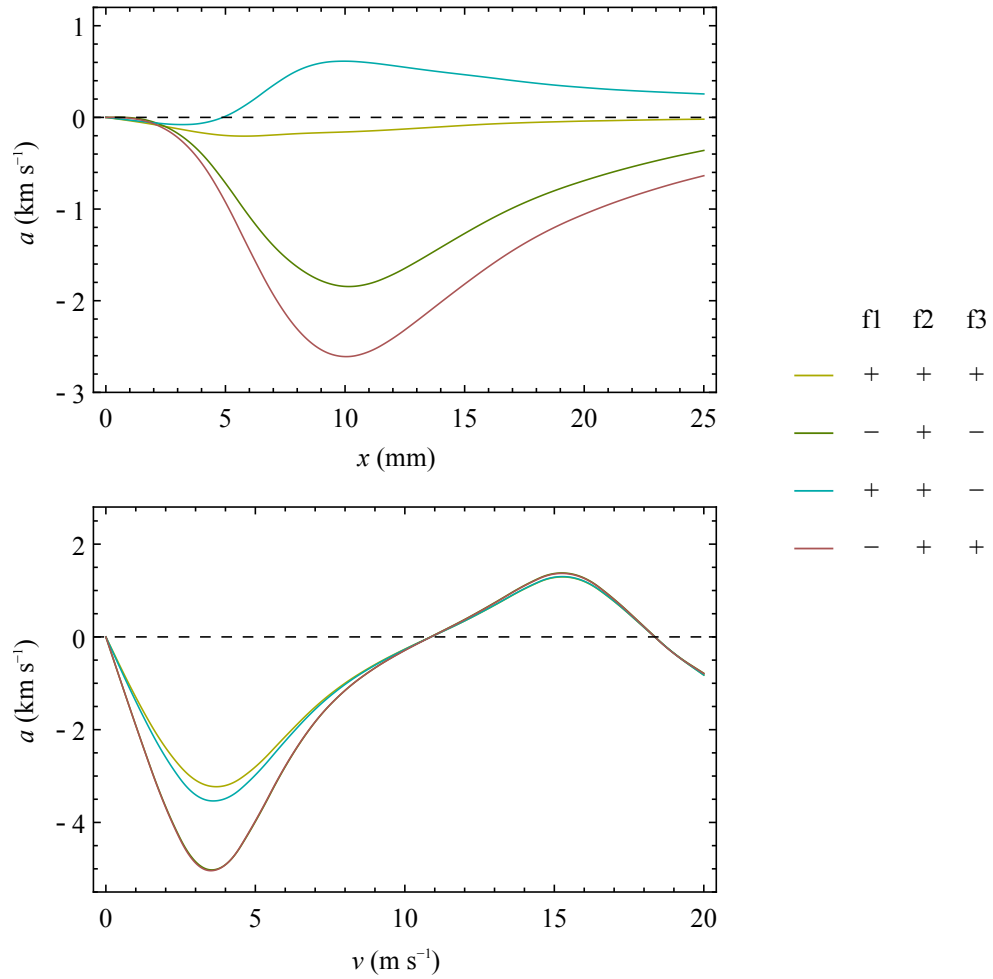 1
0
- 1
- 2
- 3
a (km s⁻¹)
0 5 10 15 20 25
x (mm)
f1 f2 f3
+ + +
− + −
+ + −
− + +
2
0
- 2
- 4
a (km s⁻¹)
0 5 10 15 20
v (m s⁻¹)